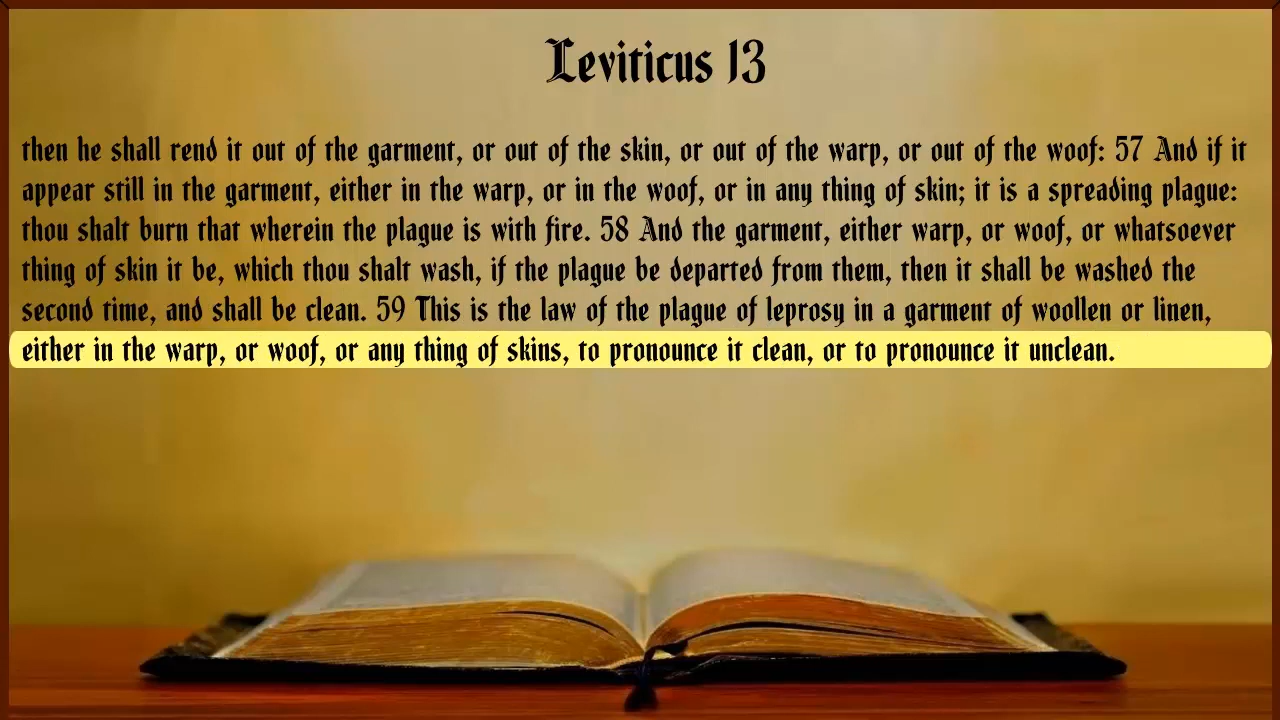 Leviticus 13
then he shall rend it out of the garment, or out of the skin, or out of the warp, or out of the woof: 57 And if it
appear still in the garment, either in the warp, or in the woof, or in any thing of skin; it is a spreading plague:
thou shalt burn that wherein the plague is with fire. 58 And the garment, either warp, or woof, or whatsoever
thing of skin it be, which thou shalt wash, if the plague be departed from them, then it shall be washed the
second time, and shall be clean. 59 This is the law of the plague of leprosy in a garment of woollen or linen,
either in the warp, or woof, or any thing of skins, to pronounce it clean, or to pronounce it unclean.